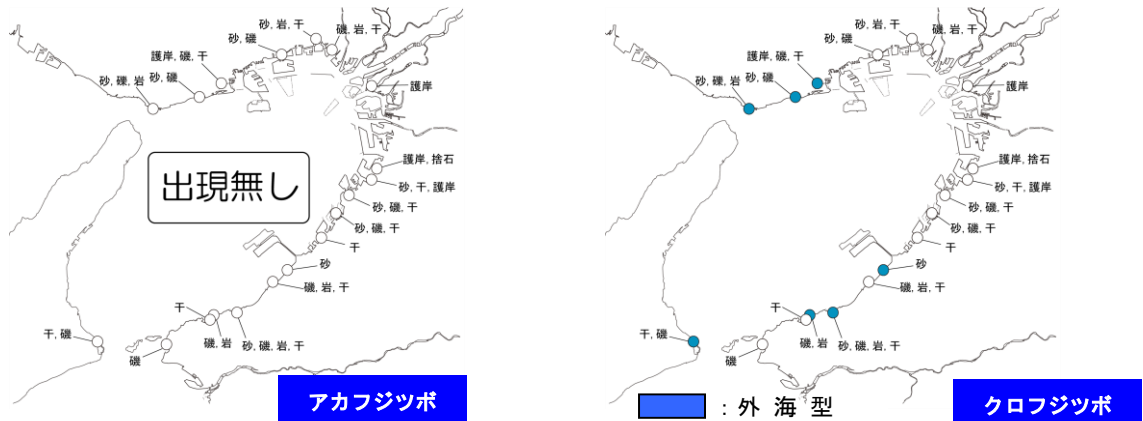 砂, 岩, 干
砂, 磯
磯, 岩, 干
護岸, 磯, 干
砂, 磯
砂, 礫, 岩
護岸
護岸, 捨石
出現無し
砂, 干, 護岸
砂, 磯, 干
砂, 磯, 干
干
砂
磯, 岩, 干
干
干, 磯
磯, 岩
砂, 磯, 岩, 干
磯
アカフジツボ
砂, 岩, 干
砂, 磯
磯, 岩, 干
護岸, 磯, 干
砂, 磯
砂, 礫, 岩
護岸
護岸, 捨石
砂, 干, 護岸
砂, 磯, 干
砂, 磯, 干
干
砂
磯, 岩, 干
干
干, 磯
磯, 岩
砂, 磯, 岩, 干
磯
：外 海 型
クロフジツボ